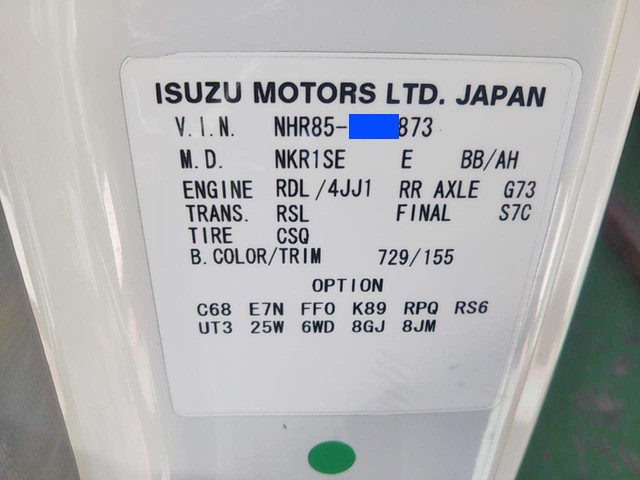 ISUZU MOTORS LTD. JAPAN
V.I.N. NHR85- 873
M.D. NKR1SE E BB/AH
ENGINE RDL/4JJ1 RR AXLE G73
TRANS. RSL FINAL S7C
TIRE CSQ
B.COLOR/TRIM 729/155
OPTION
C68 E7N FF0 K89 RPQ RS6
UT3 25W 6WD 8GJ 8JM